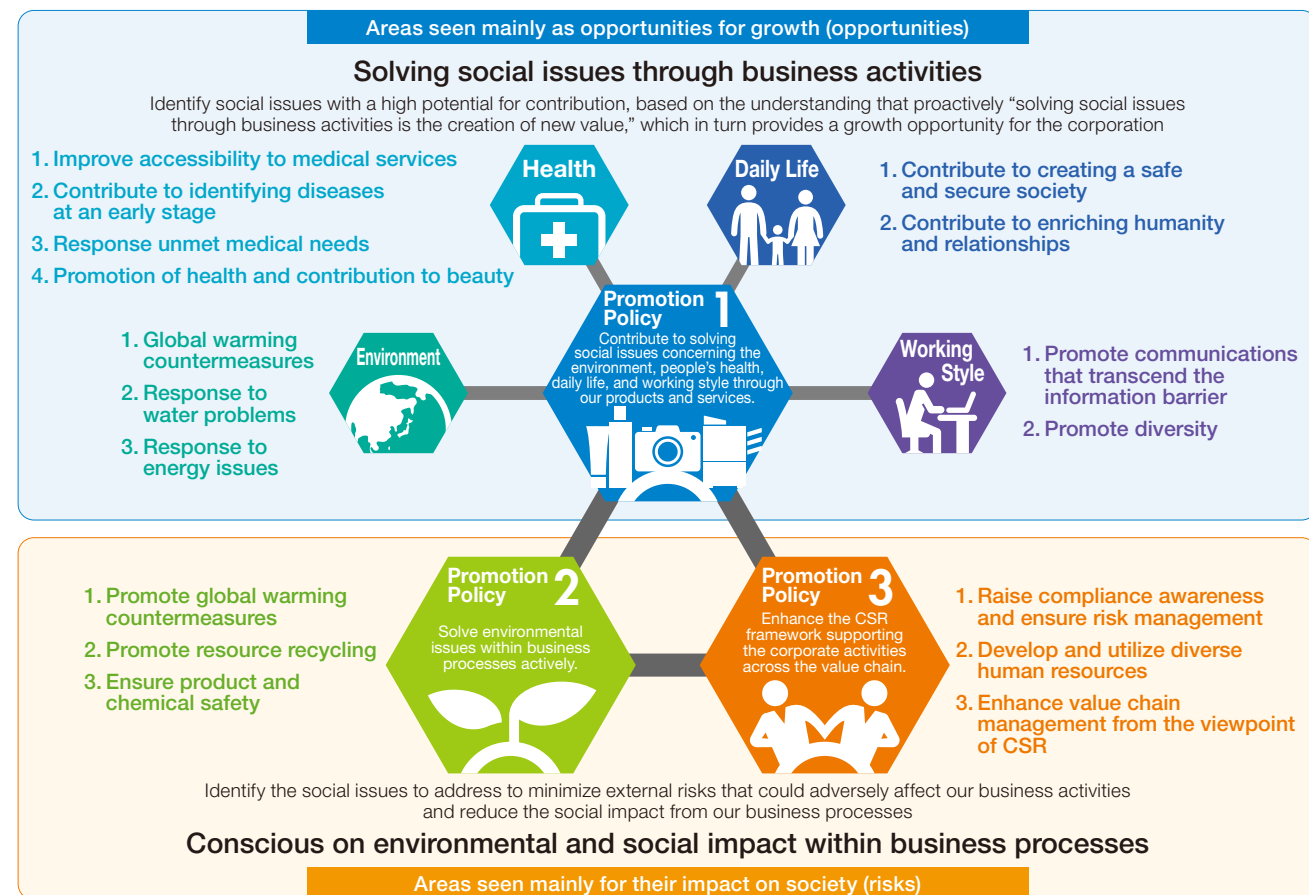 Areas seen mainly as opportunities for growth (opportunities)
Solving social issues through business activities
Identify social issues with a high potential for contribution, based on the understanding that proactively “solving social issues
through business activities is the creation of new value,” which in turn provides a growth opportunity for the corporation
1. Improve accessibility to medical services
2. Contribute to identifying diseases
at an early stage
3. Response unmet medical needs
4. Promotion of health and contribution to beauty
Health
Daily Life
1. Contribute to creating a safe
and secure society
2. Contribute to enriching humanity
and relationships
1. Global warming
countermeasures
2. Response to
water problems
3. Response to
energy issues
Environment
Promotion
Policy 1
Contribute to solving
social issues concerning the
environment, people’s health,
daily life, and working style through
our products and services.
Working
Style
1. Promote communications
that transcend the
information barrier
2. Promote diversity
1. Promote global warming
countermeasures
2. Promote resource recycling
3. Ensure product and
chemical safety
Promotion
Policy 2
Solve environmental
issues within business
processes actively.
Promotion
Policy 3
Enhance the CSR
framework supporting
the corporate activities
across the value chain.
1. Raise compliance awareness
and ensure risk management
2. Develop and utilize diverse
human resources
3. Enhance value chain
management from the viewpoint
of CSR
Identify the social issues to address to minimize external risks that could adversely affect our business activities
and reduce the social impact from our business processes
Conscious on environmental and social impact within business processes
Areas seen mainly for their impact on society (risks)